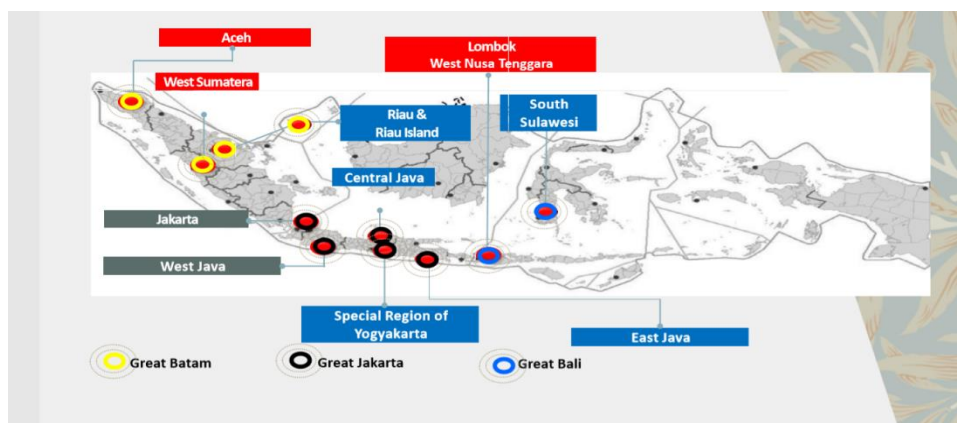 Aceh
Lombok
West Nusa Tenggara
West Sumatera
Riau &
Riau Island
South
Sulawesi
Central Java
Jakarta
West Java
Special Region of
Yogyakarta
East Java
Great Batam
Great Jakarta
Great Bali